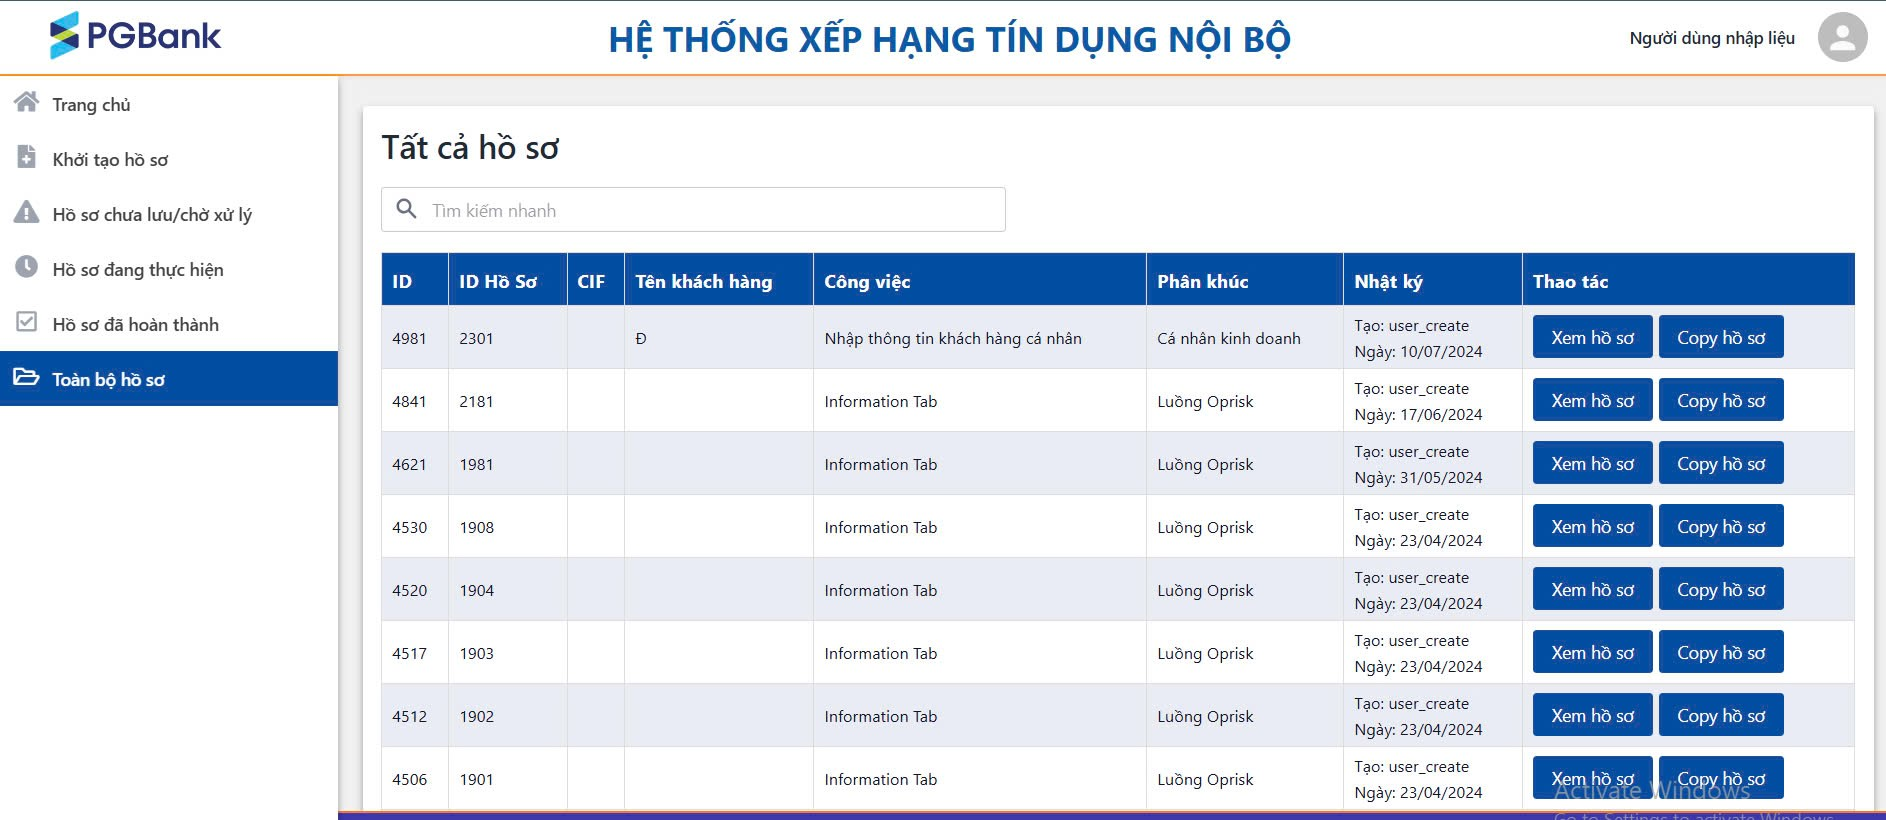 PGBank
HỆ THỐNG XẾP HẠNG TÍN DỤNG NỘI BỘ
Người dùng nhập liệu
Trang chủ
Khởi tạo hồ sơ
Hồ sơ chưa lưu/chờ xử lý
Hồ sơ đang thực hiện
Hồ sơ đã hoàn thành
Toàn bộ hồ sơ
Tất cả hồ sơ
Tìm kiếm nhanh
ID ID Hồ Sơ CIF Tên khách hàng Công việc Phân khúc Nhật ký Thao tác
4981 2301 Đ Nhập thông tin khách hàng cá nhân Cá nhân kinh doanh Tạo: user_create
Ngày: 10/07/2024 Xem hồ sơ Copy hồ sơ
4841 2181 Information Tab Luồng Oprisk Tạo: user_create
Ngày: 17/06/2024 Xem hồ sơ Copy hồ sơ
4621 1981 Information Tab Luồng Oprisk Tạo: user_create
Ngày: 31/05/2024 Xem hồ sơ Copy hồ sơ
4530 1908 Information Tab Luồng Oprisk Tạo: user_create
Ngày: 23/04/2024 Xem hồ sơ Copy hồ sơ
4520 1904 Information Tab Luồng Oprisk Tạo: user_create
Ngày: 23/04/2024 Xem hồ sơ Copy hồ sơ
4517 1903 Information Tab Luồng Oprisk Tạo: user_create
Ngày: 23/04/2024 Xem hồ sơ Copy hồ sơ
4512 1902 Information Tab Luồng Oprisk Tạo: user_create
Ngày: 23/04/2024 Xem hồ sơ Copy hồ sơ
4506 1901 Information Tab Luồng Oprisk Tạo: user_create
Ngày: 23/04/2024 Xem hồ sơ Copy hồ sơ
Activate Windows
Go to Settings to activate Windows.